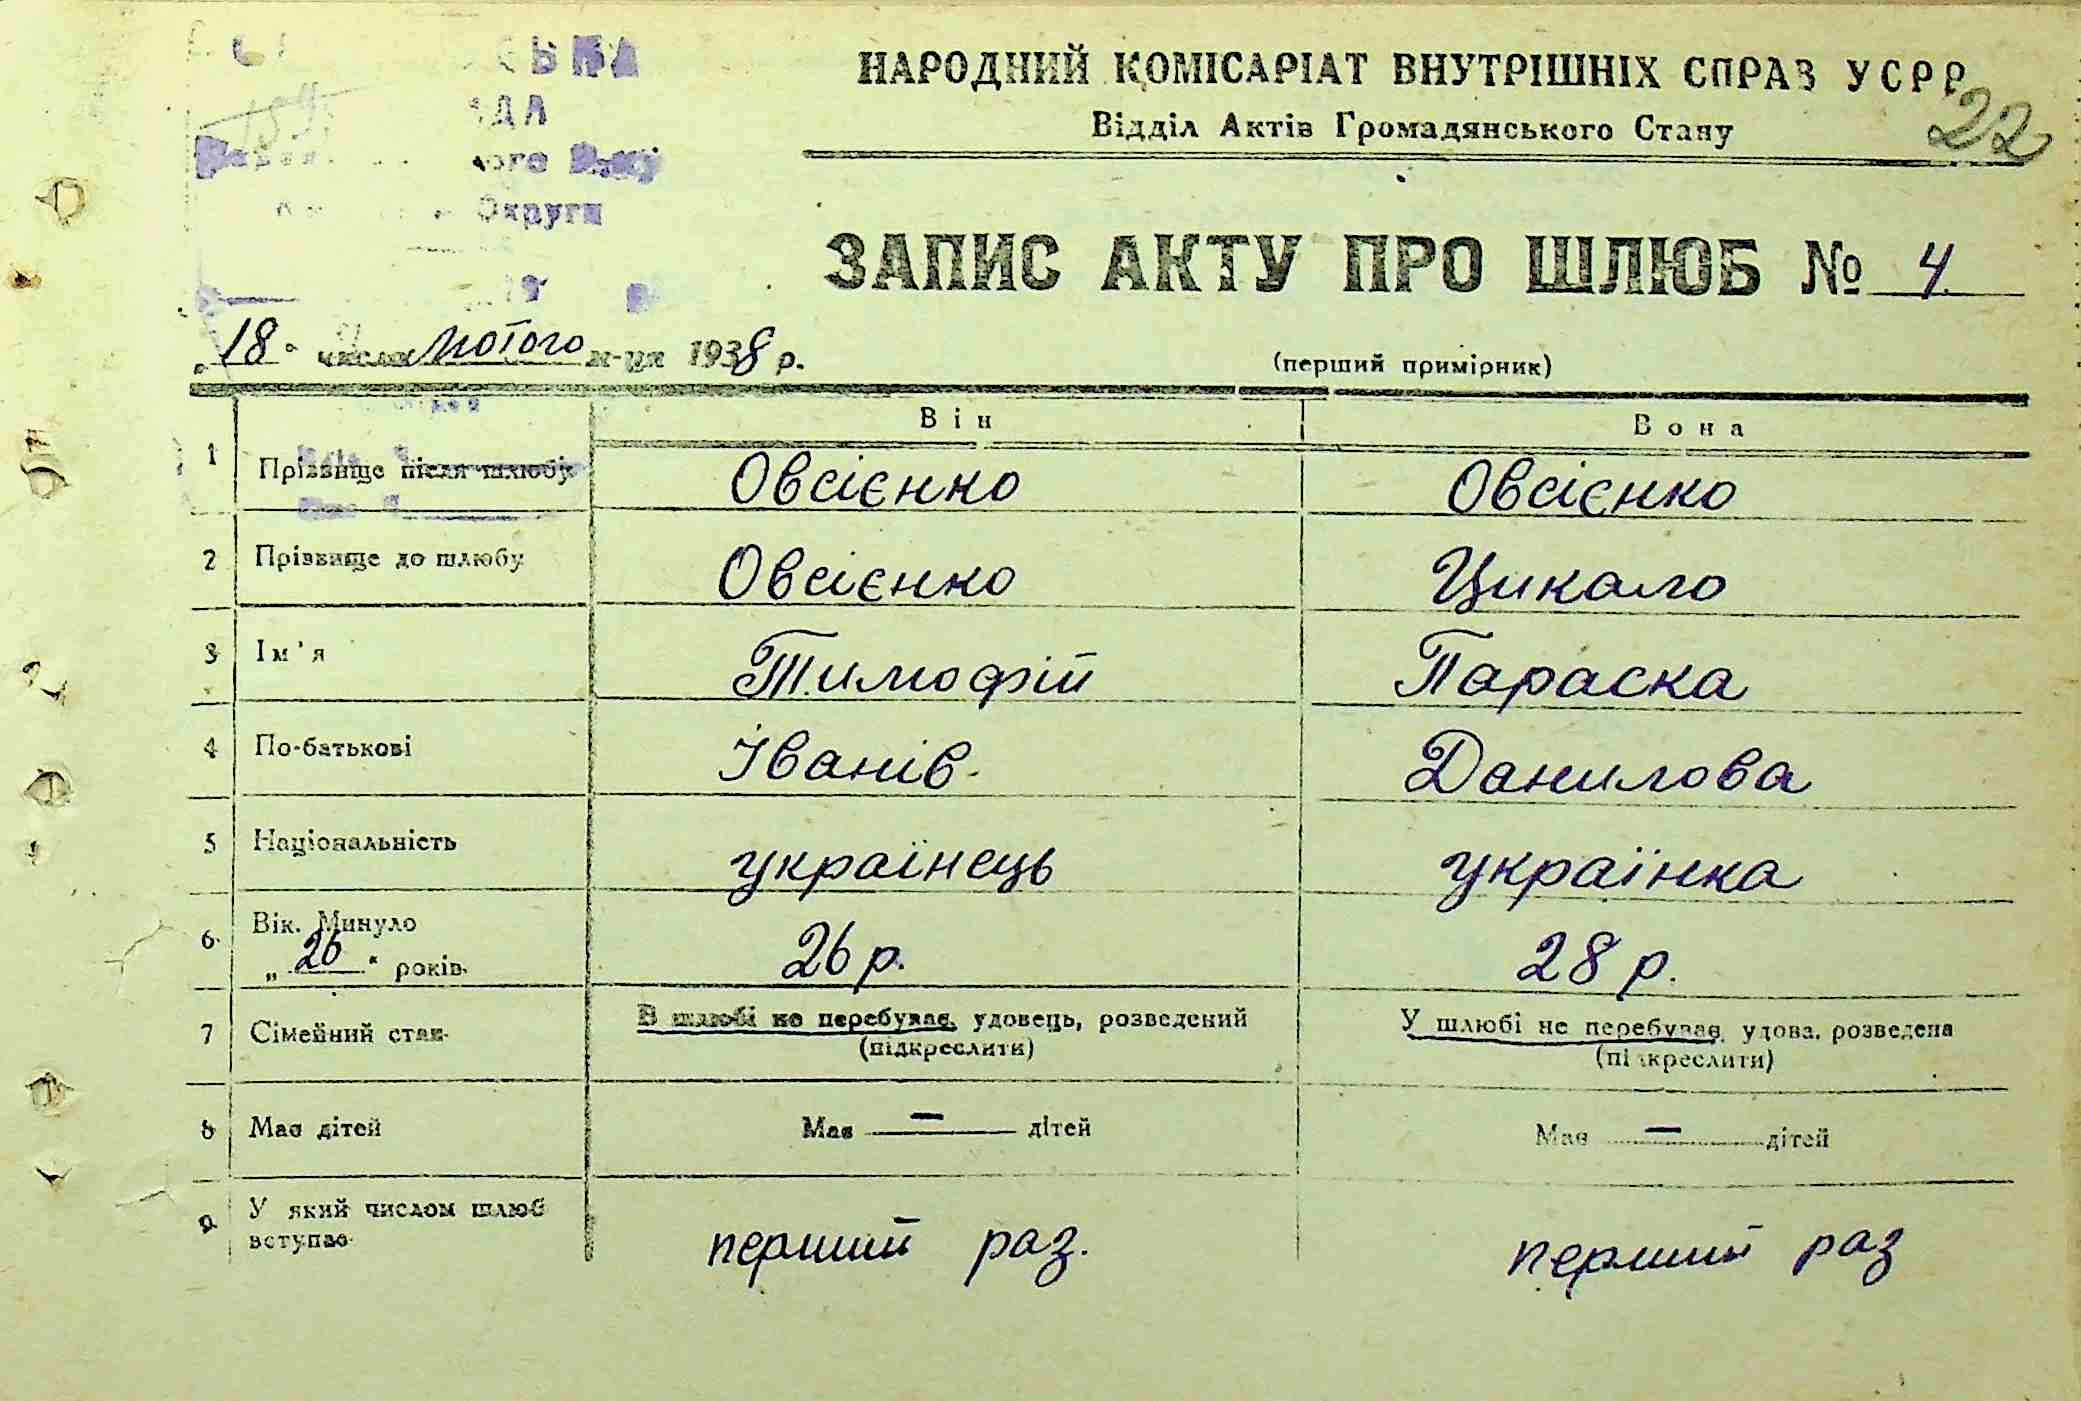 НАРОДНИЙ КОМІСАРІАТ ВНУТРІШНІХ СПРАВ УСРР
22
Відділ Актів Громадянського Стану
Округи
ЗАПИС АКТУ ПРО ШЛЮБ № 4
„18" числа лютого м-ця 1938 р.
(перший примірник)
Він Вона
1 Прізвище після шлюбу Овсієнко Овсієнко
2 Прізвище до шлюбу Овсієнко Цикало
3 Ім'я Тимофій Параска
4 По-батькові Іванів. Данилова
5 Національність українець українка
6 Вік. Минуло
„26" років 26 р. 28 р.
7 Сімейний стан В шлюбі не перебуває, удовець, розведений У шлюбі не перебуває, удова, розведена
(підкреслити) (підкреслити)
8 Має дітей Має — дітей Має — дітей
9 У який числом шлюб
вступає перший раз. перший раз